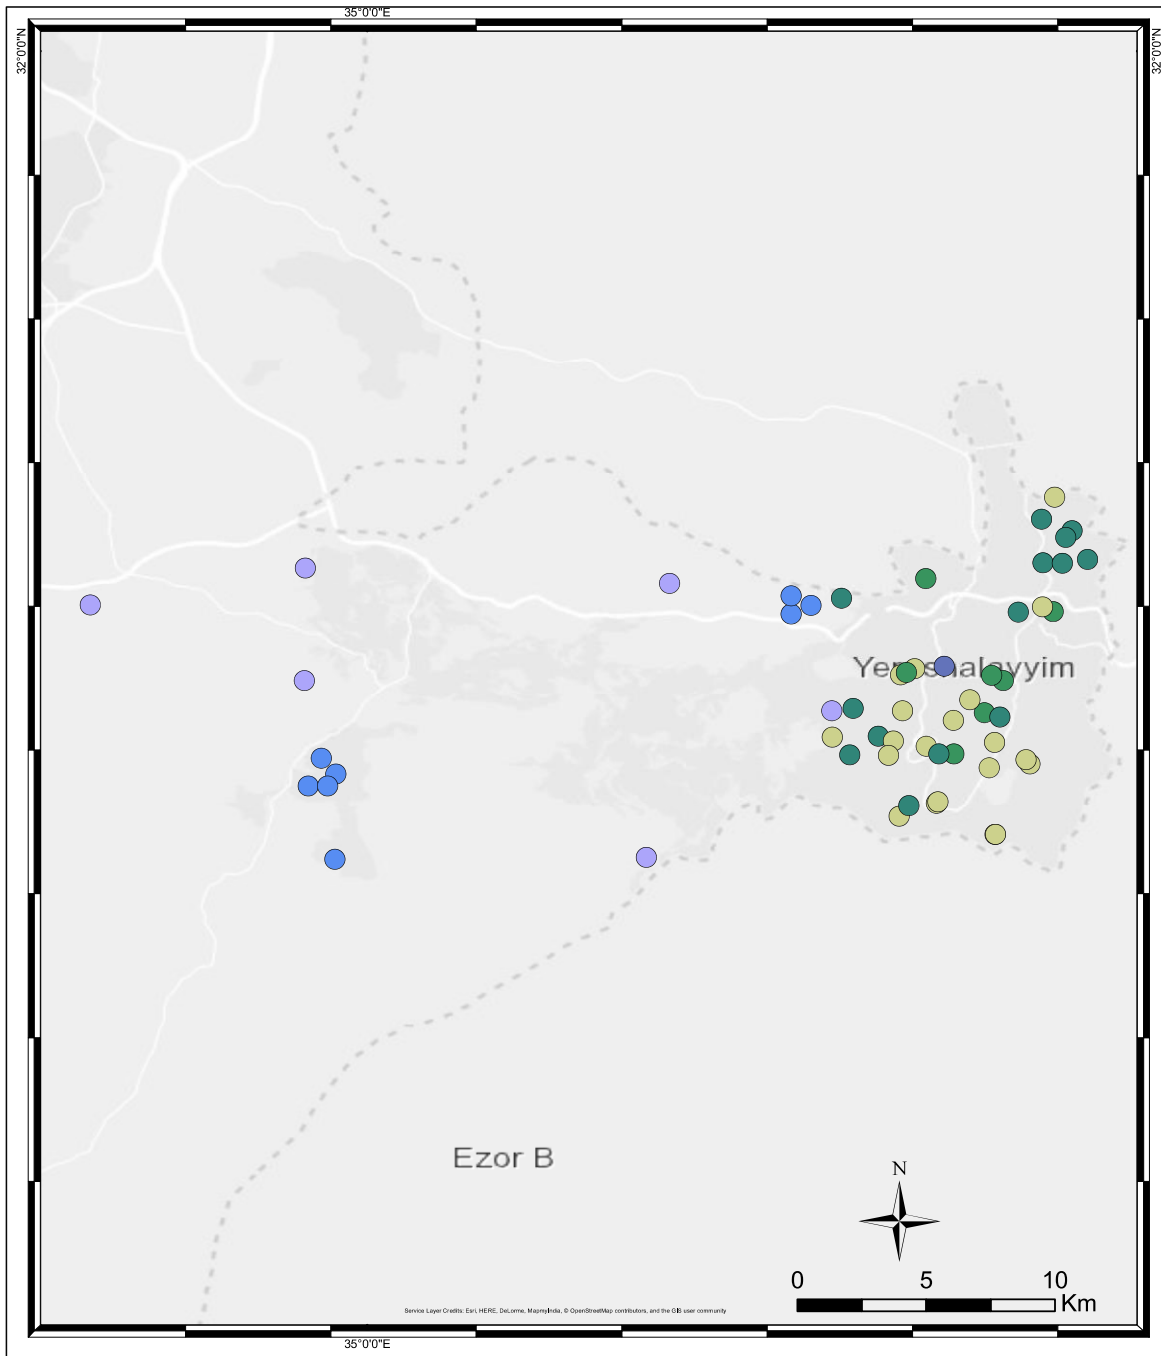 35°0'0"E
32°0'0"N
32°0'0"N
Yerushalayyim
Ezor B
N
0 5 10
Km
Service Layer Credits: Esri, HERE, DeLorme, MapmyIndia, © OpenStreetMap contributors, and the GIS user community
35°0'0"E